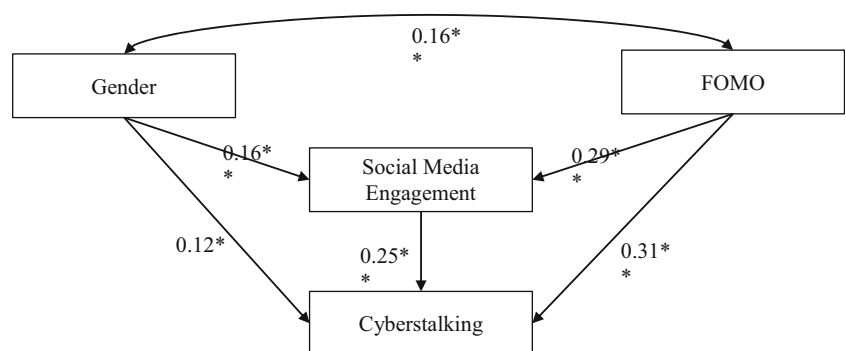 0.16*
*
Gender
FOMO
0.16*
*
Social Media
Engagement
0.29*
*
0.12*
0.25*
*
0.31*
*
Cyberstalking